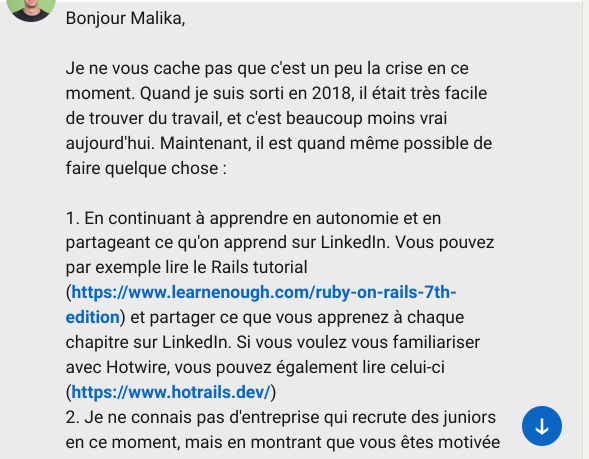 Bonjour Malika,
Je ne vous cache pas que c'est un peu la crise en ce
moment. Quand je suis sorti en 2018, il était très facile
de trouver du travail, et c'est beaucoup moins vrai
aujourd'hui. Maintenant, il est quand même possible de
faire quelque chose :
1. En continuant à apprendre en autonomie et en
partageant ce qu'on apprend sur LinkedIn. Vous pouvez
par exemple lire le Rails tutorial
(https://www.learnenough.com/ruby-on-rails-7th-
edition) et partager ce que vous apprenez à chaque
chapitre sur LinkedIn. Si vous voulez vous familiariser
avec Hotwire, vous pouvez également lire celui-ci
(https://www.hotrails.dev/)
2. Je ne connais pas d'entreprise qui recrute des juniors
en ce moment, mais en montrant que vous êtes motivée